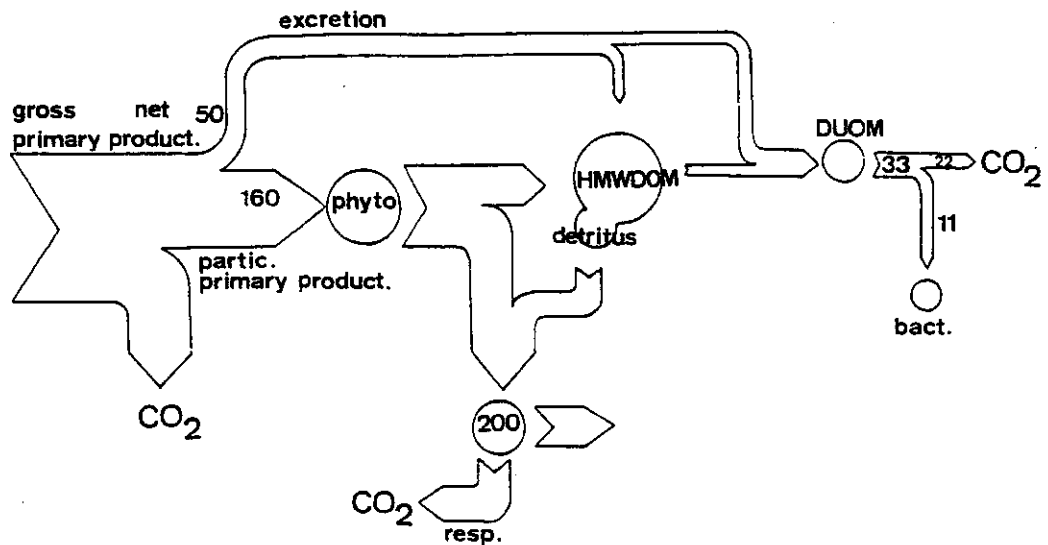 excretion
gross net 50
primary product.
DUOM
33 22 CO2
160 phyto
HMWDOM
11
detritus
partic.
primary product.
bact.
CO2
200
CO2
resp.